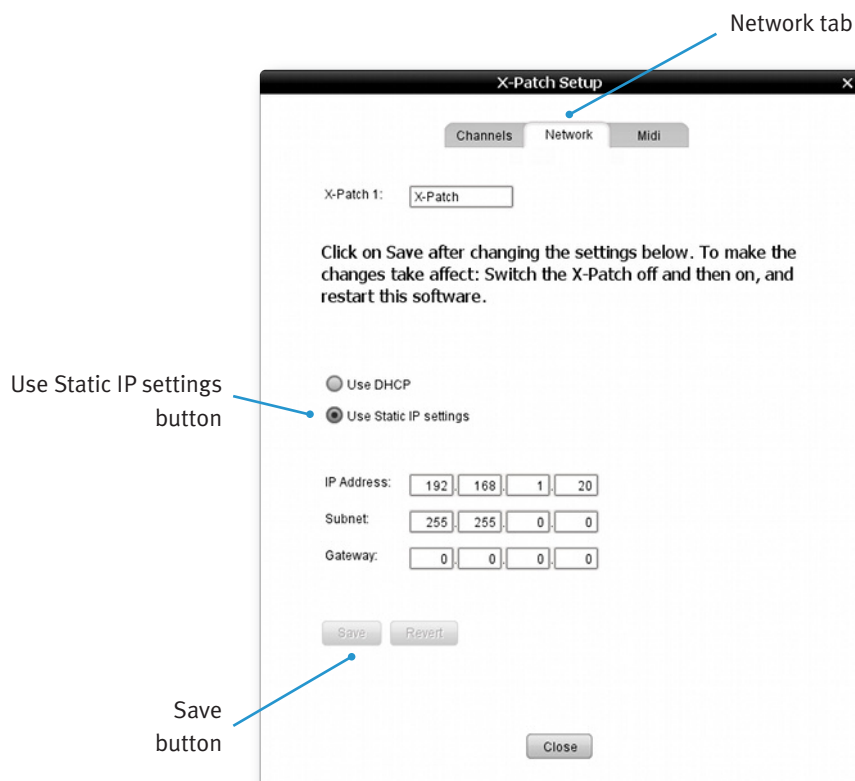 Network tab
X-Patch Setup ×
Channels Network Midi
X-Patch 1: X-Patch
Click on Save after changing the settings below. To make the
changes take affect: Switch the X-Patch off and then on, and
restart this software.
Use Static IP settings
button
Use DHCP
Use Static IP settings
IP Address: 192. 168. 1. 20
Subnet: 255. 255. 0. 0
Gateway: 0. 0. 0. 0
Save Revert
Save
button
Close